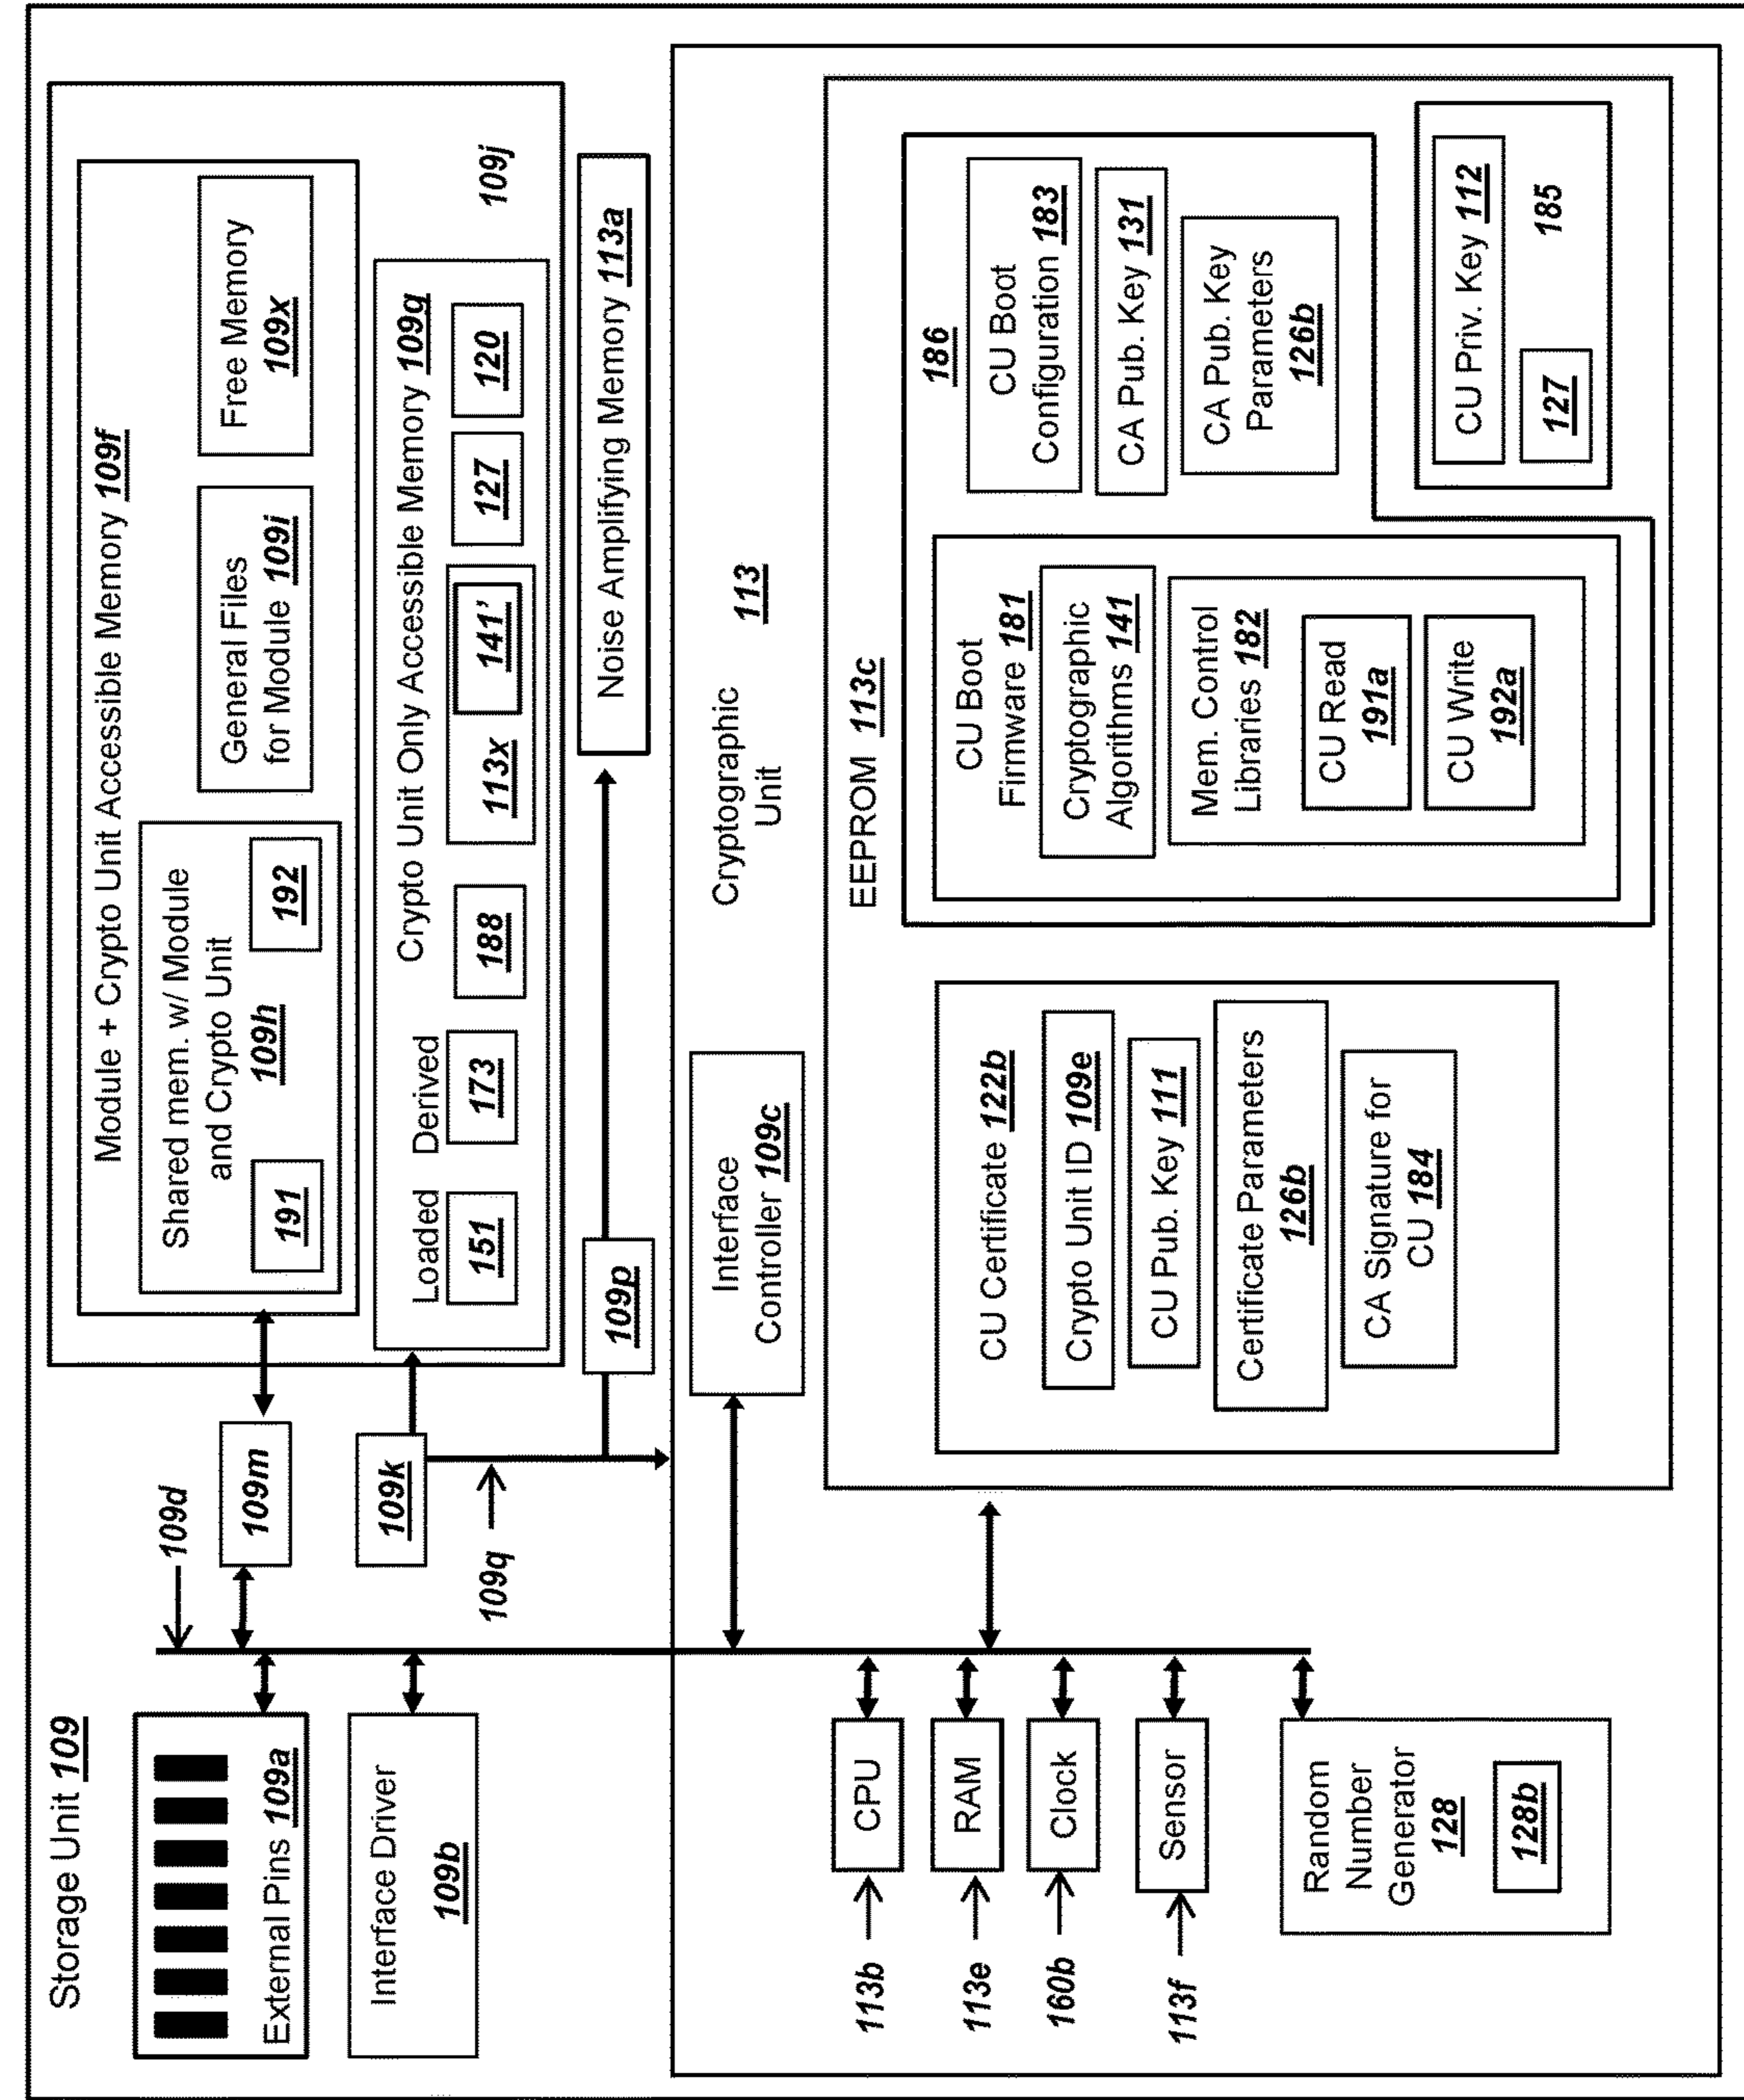 Storage Unit 109
External Pins 109a
Interface Driver
109b
109d
109m
109k
109q
109p
Module + Crypto Unit Accessible Memory 109f
Shared mem. w/ Module
and Crypto Unit
109h
191
192
General Files
for Module 109i
Free Memory
109x
Crypto Unit Only Accessible Memory 109g
Loaded
151
Derived
173
188
113x
141’
127
120
109j
Noise Amplifying Memory 113a
Cryptographic
Unit
113
Interface
Controller 109c
113b
CPU
113e
RAM
160b
Clock
113f
Sensor
Random
Number
Generator
128
128b
EEPROM 113c
CU Certificate 122b
Crypto Unit ID 109e
CU Pub. Key 111
Certificate Parameters
126b
CA Signature for
CU 184
CU Boot
Firmware 181
Cryptographic
Algorithms 141
Mem. Control
Libraries 182
CU Read
191a
CU Write
192a
186
CU Boot
Configuration 183
CA Pub. Key 131
CA Pub. Key
Parameters
126b
CU Priv. Key 112
127
185